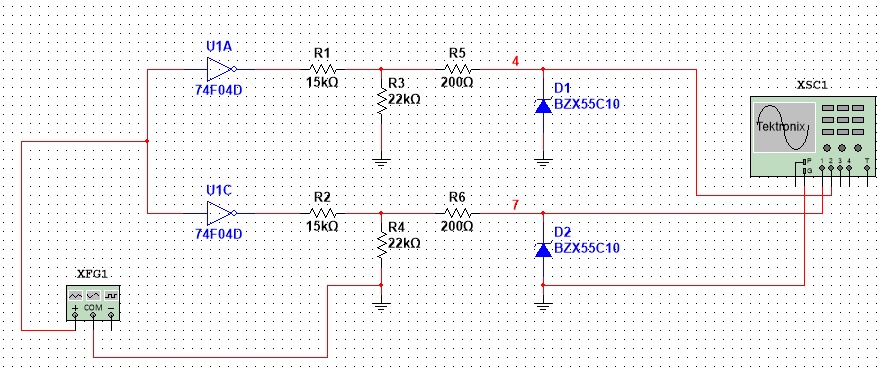 U1A
74F04D
R1
15kΩ
R3
22kΩ
R5
200Ω
4
D1
BZX55C10
XSC1
Tektronix
P
G
1 2 3 4 T
U1C
74F04D
R2
15kΩ
R4
22kΩ
R6
200Ω
7
D2
BZX55C10
XFG1
COM